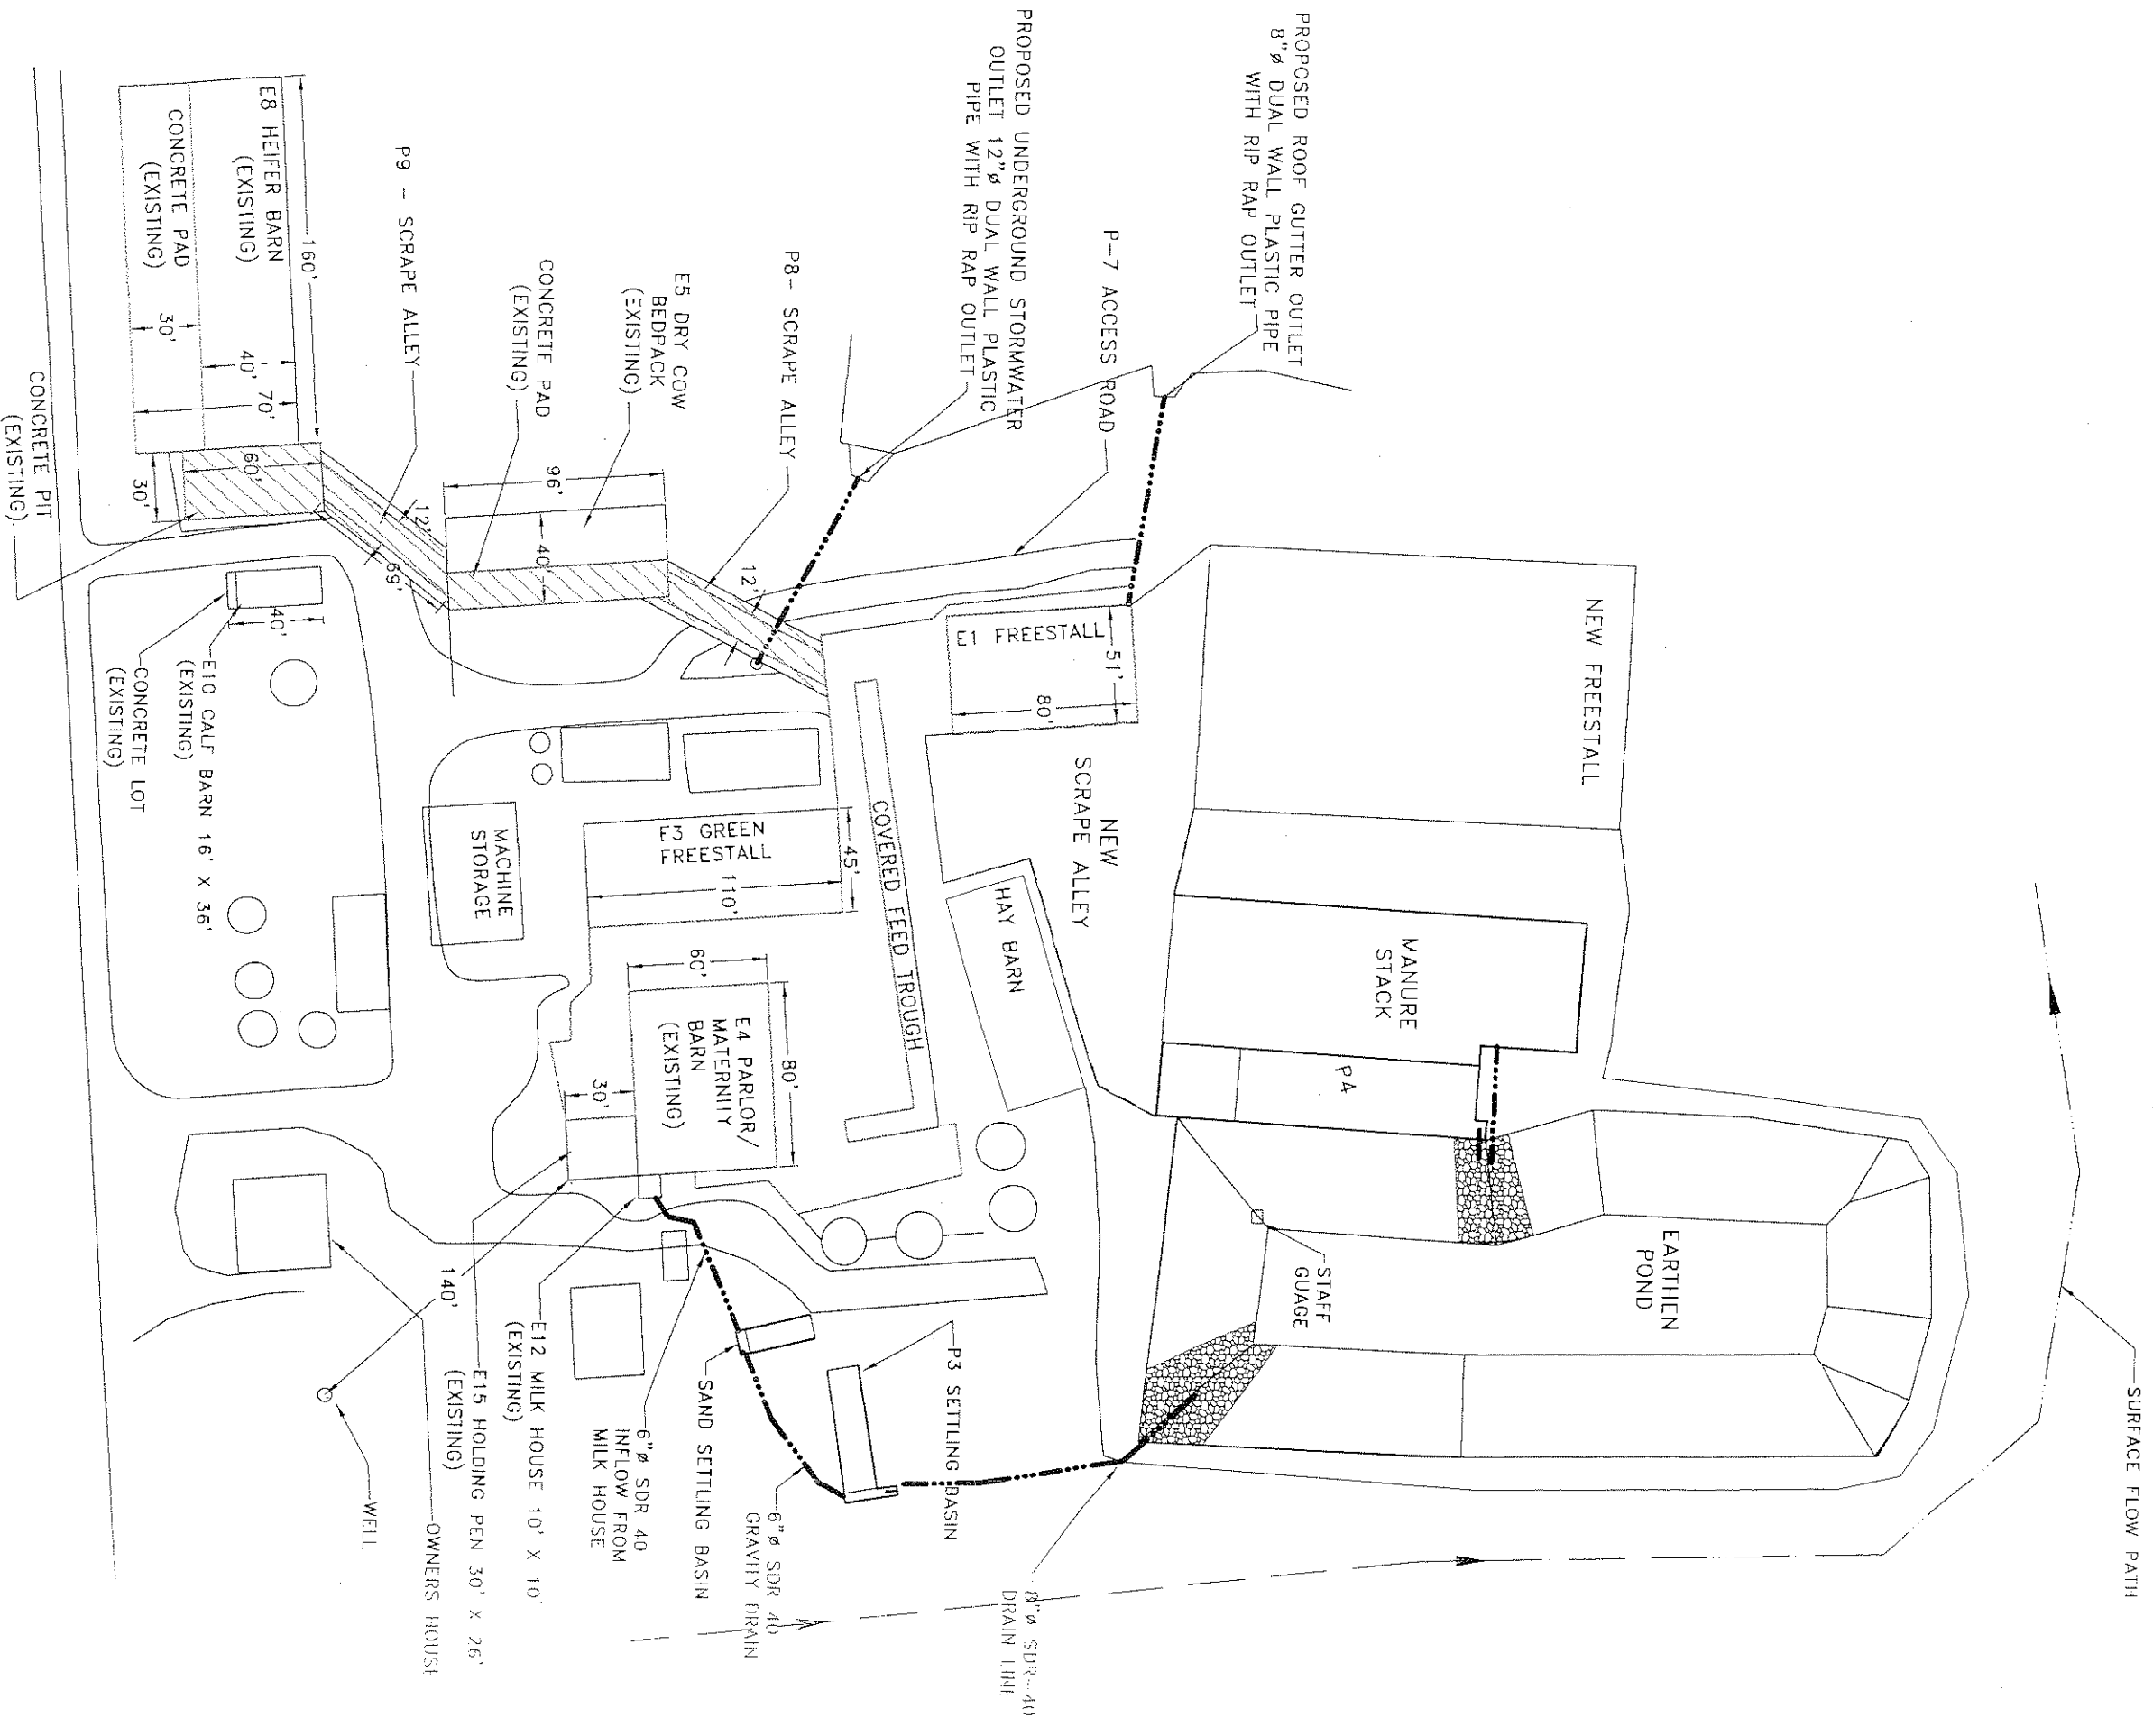 SURFACE FLOW PATH
PROPOSED ROOF GUTTER OUTLET
8"ø DUAL WALL PLASTIC PIPE
WITH RIP RAP OUTLET
NEW FREESTALL
MANURE
STACK
PA
EARTHEN
POND
STAFF
GUAGE
8"ø SDR-40
DRAIN LINE
P-7 ACCESS ROAD
PROPOSED UNDERGROUND STORMWATER
OUTLET 12"ø DUAL WALL PLASTIC
PIPE WITH RIP RAP OUTLET
E1 FREESTALL
51'
80'
NEW
SCRAPE ALLEY
HAY BARN
COVERED FEED TROUGH
P3 SETTLING BASIN
6"ø SDR 40
GRAVITY DRAIN
SAND SETTLING BASIN
6"ø SDR 40
INFLOW FROM
MILK HOUSE
P8- SCRAPE ALLEY
12'
E5 DRY COW
BEDPACK
(EXISTING)
CONCRETE PAD
(EXISTING)
96'
40'
E3 GREEN
FREESTALL
45'
110'
MACHINE
STORAGE
E4 PARLOR/
MATERNITY
BARN
(EXISTING)
60'
80'
30'
E12 MILK HOUSE 10' X 10'
(EXISTING)
E15 HOLDING PEN 30' X 26'
(EXISTING)
140'
OWNERS HOUSE
WELL
P9 - SCRAPE ALLEY
12'
69'
160'
E8 HEIFER BARN
(EXISTING)
CONCRETE PAD
(EXISTING)
30'
40'
70'
60'
30'
40'
E10 CALF BARN 16' X 36'
(EXISTING)
CONCRETE LOT
(EXISTING)
CONCRETE PIT
(EXISTING)